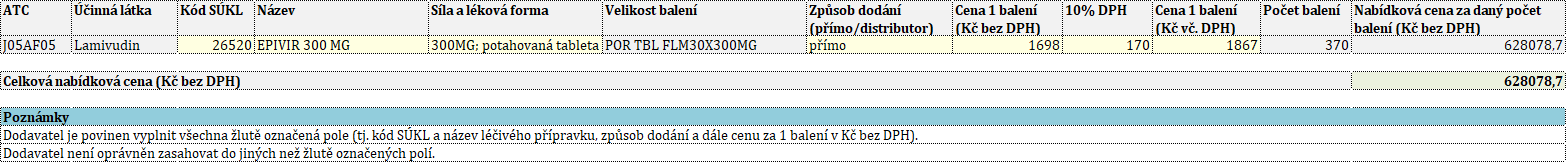 ATC Účinná látka Kód SÚKL Název Síla a léková forma Velikost balení Způsob dodání (přímo/distributor) Cena 1 balení (Kč bez DPH) 10% DPH Cena 1 balení (Kč vč. DPH) Počet balení Nabídková cena za daný počet balení (Kč bez DPH)
J05AF05 Lamivudin 26520 EPIVIR 300 MG 300MG; potahovaná tableta POR TBL FLM30X300MG přímo 1698 170 1867 370 628078,7
Celková nabídková cena (Kč bez DPH) 628078,7
Poznámky
Dodavatel je povinen vyplnit všechna žlutě označená pole (tj. kód SÚKL a název léčivého přípravku, způsob dodání a dále cenu za 1 balení v Kč bez DPH).
Dodavatel není oprávněn zasahovat do jiných než žlutě označených polí.